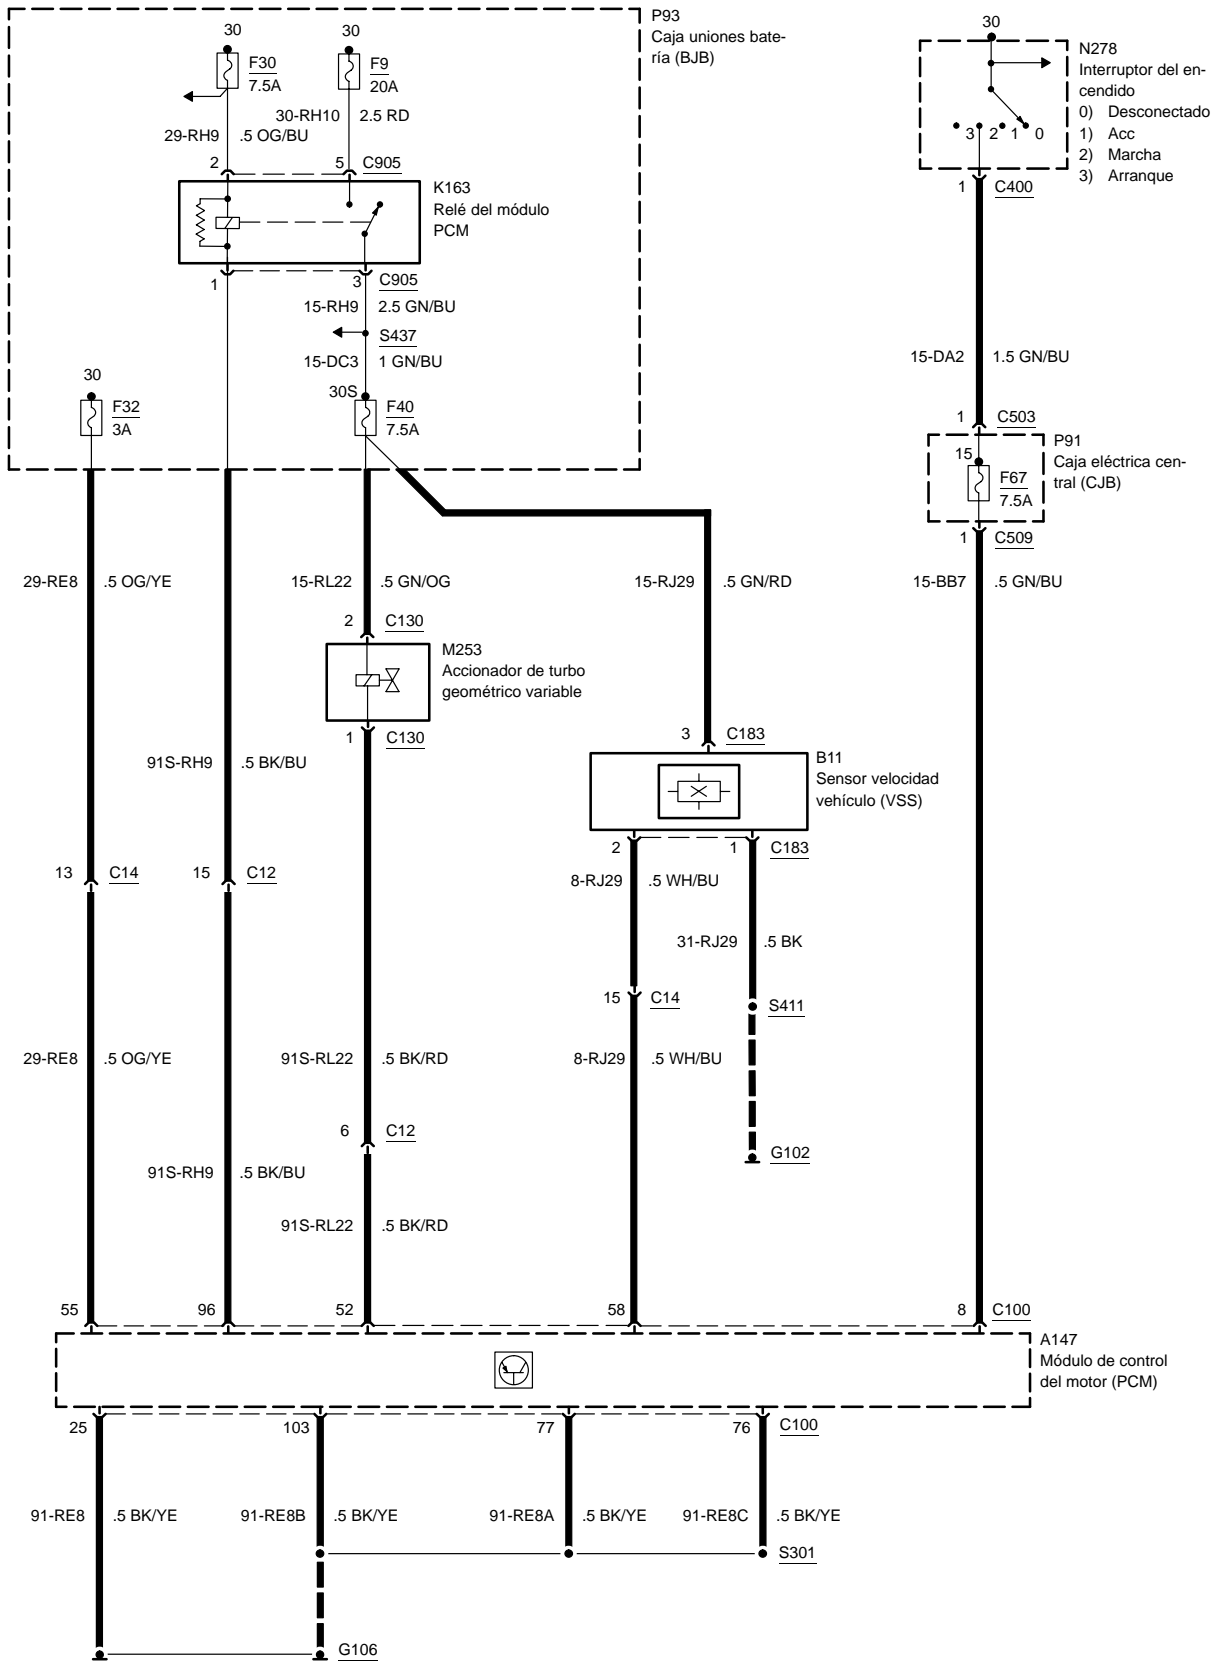 P93
Caja uniones bate-
ría (BJB)
30
30
30
F30
7.5A
F9
20A
N278
Interruptor del en-
cendido
0) Desconectado
1) Acc
2) Marcha
3) Arranque
30-RH10 2.5 RD
29-RH9 .5 OG/BU
3 2 1 0
2 5 C905
K163
Relé del módulo
PCM
1 C400
1 3 C905
15-RH9 2.5 GN/BU
S437
15-DC3 1 GN/BU
15-DA2 1.5 GN/BU
30
30S
F32
3A
F40
7.5A
1 C503
P91
Caja eléctrica cen-
tral (CJB)
15
F67
7.5A
1 C509
29-RE8 .5 OG/YE
15-RL22 .5 GN/OG
15-RJ29 .5 GN/RD
15-BB7 .5 GN/BU
2 C130
M253
Accionador de turbo
geométrico variable
1 C130
3 C183
91S-RH9 .5 BK/BU
B11
Sensor velocidad
vehículo (VSS)
2 1 C183
13 C14
15 C12
8-RJ29 .5 WH/BU
31-RJ29 .5 BK
15 C14
S411
29-RE8 .5 OG/YE
91S-RL22 .5 BK/RD
8-RJ29 .5 WH/BU
6 C12
G102
91S-RH9 .5 BK/BU
91S-RL22 .5 BK/RD
55 96 52 58 8 C100
A147
Módulo de control
del motor (PCM)
25 103 77 76 C100
91-RE8 .5 BK/YE
91-RE8B .5 BK/YE
91-RE8A .5 BK/YE
91-RE8C .5 BK/YE
S301
G106